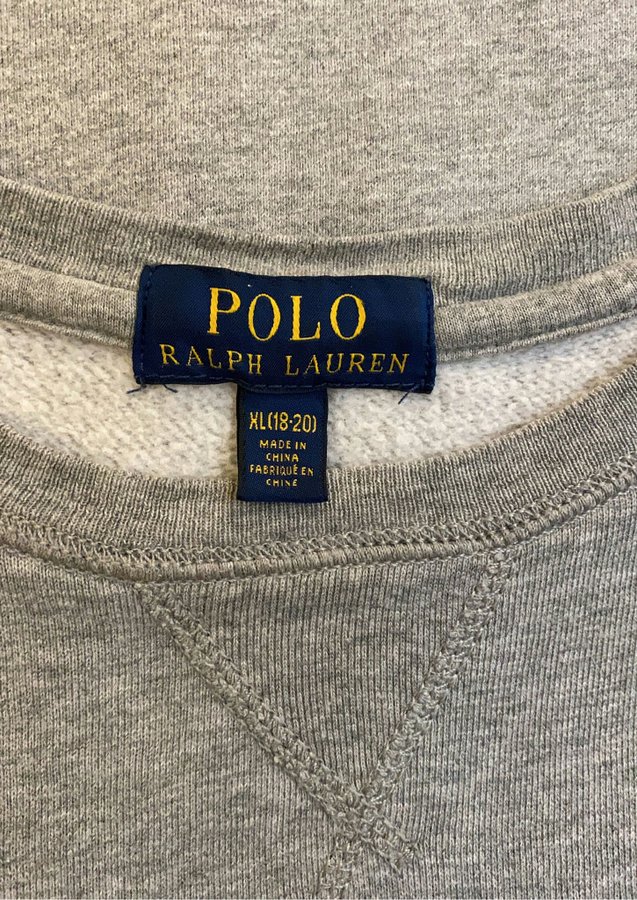 POLO
RALPH LAUREN
XL(18-20)
MADE IN
CHINA
FABRIQUÉ EN
CHINE